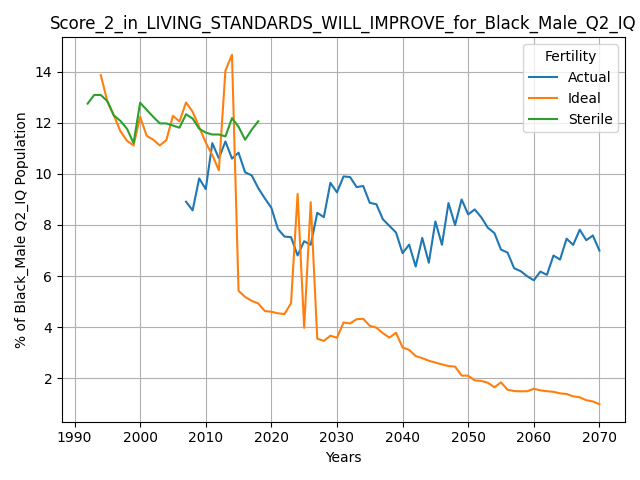 Score_2_in_LIVING_STANDARDS_WILL_IMPROVE_for_Black_Male_Q2_IQ
Fertility
Actual
Ideal
Sterile
% of Black_Male Q2_IQ Population
14
12
10
8
6
4
2
1990 2000 2010 2020 2030 2040 2050 2060 2070
Years